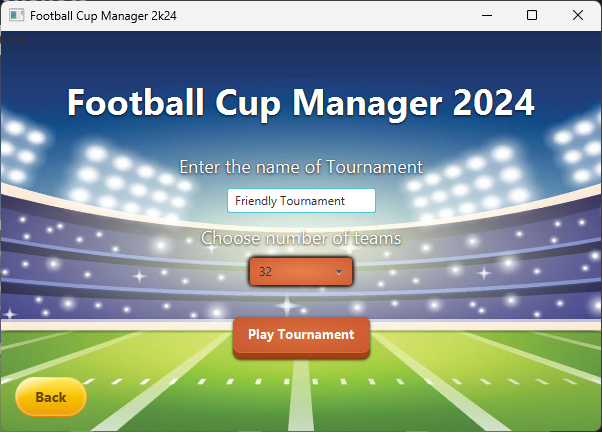 Football Cup Manager 2k24
Football Cup Manager 2024
Enter the name of Tournament
Friendly Tournament
Choose number of teams
32
Play Tournament
Back